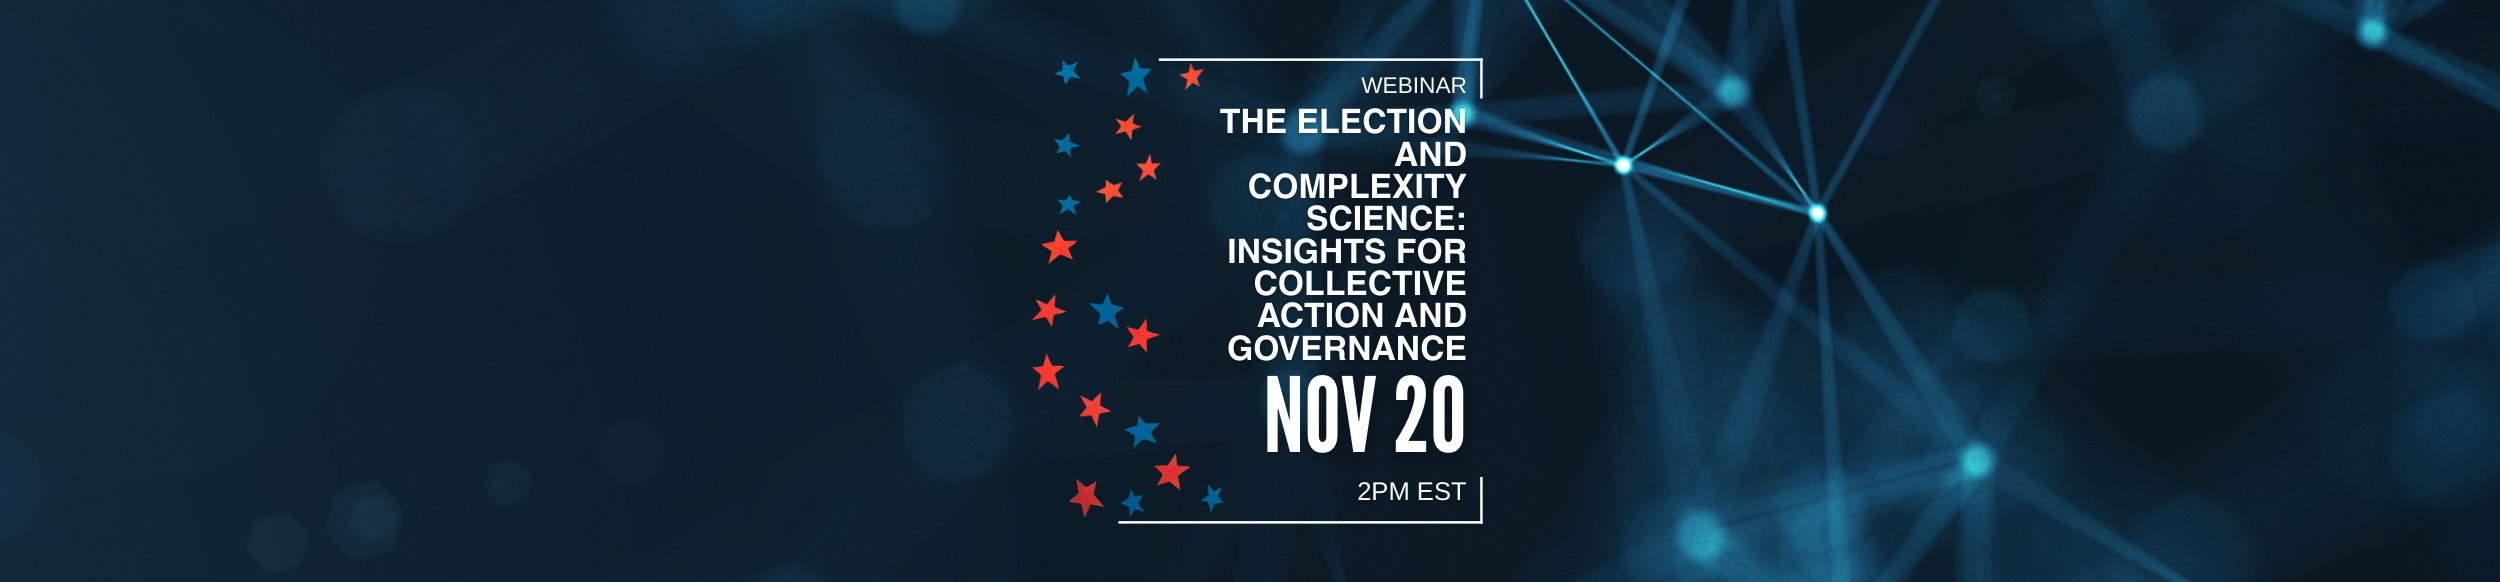 WEBINAR
THE ELECTION
AND
COMPLEXITY
SCIENCE:
INSIGHTS FOR
COLLECTIVE
ACTION AND
GOVERNANCE
NOV 20
2PM EST